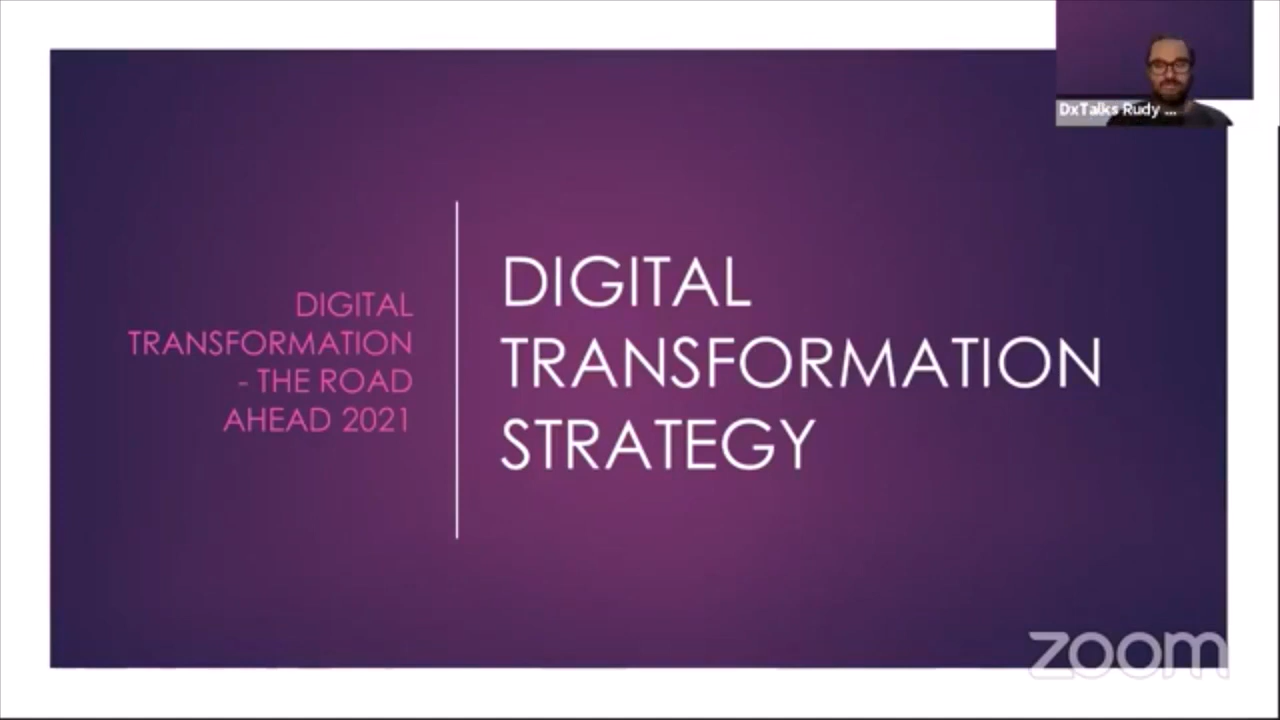 DxTalks Rudy ...
DIGITAL
TRANSFORMATION
- THE ROAD
AHEAD 2021
DIGITAL
TRANSFORMATION
STRATEGY
zoom